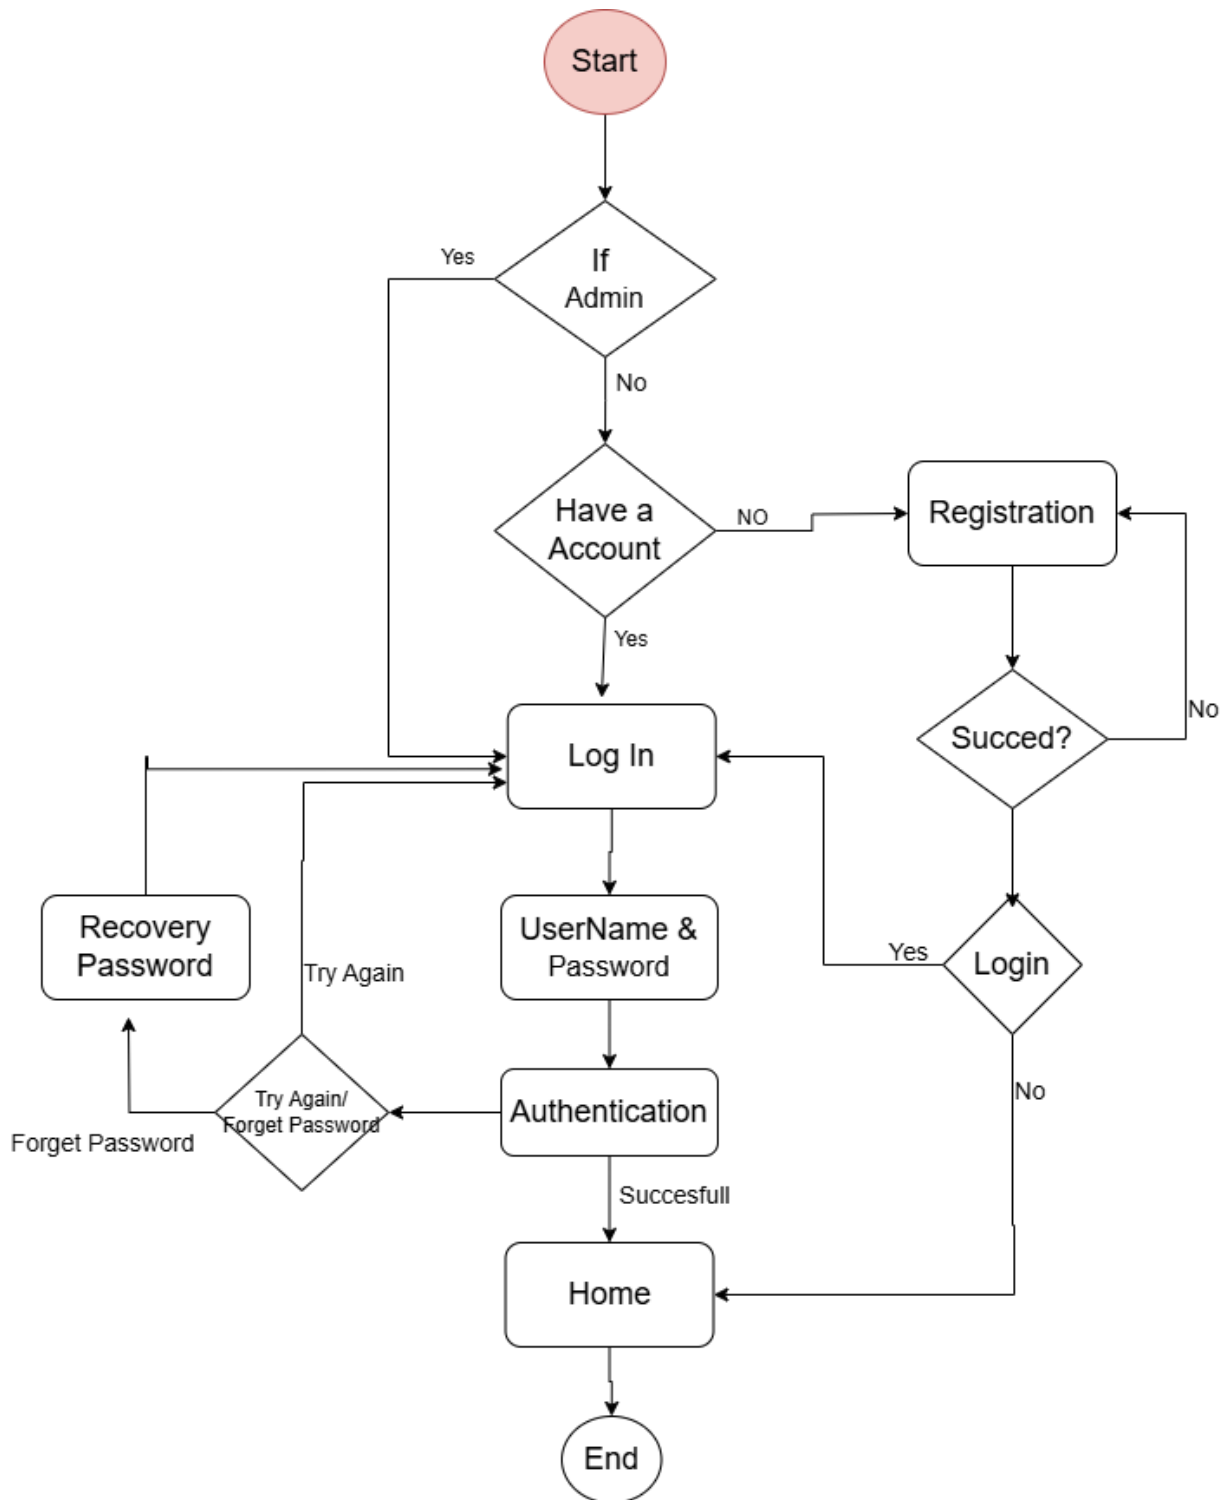 Start
Yes
If
Admin
No
Have a
Account
NO
Registration
Yes
No
Log In
Succed?
Recovery
Password
UserName &
Password
Try Again
Yes
Login
No
Try Again/
Forget Password
Authentication
Forget Password
Succesfull
Home
End